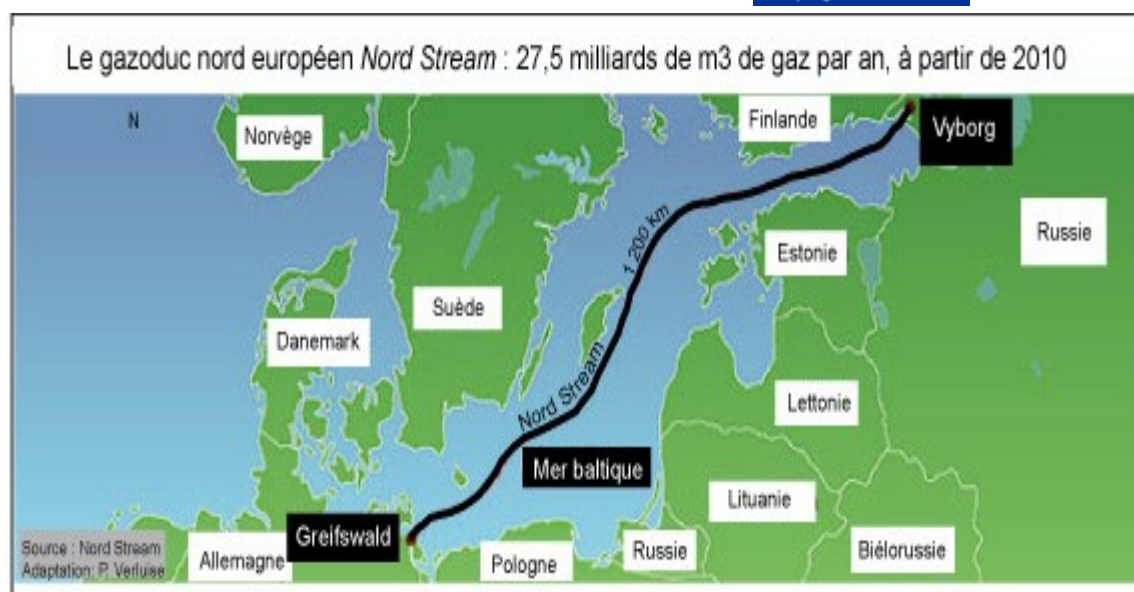 Le gazoduc nord européen Nord Stream : 27,5 milliards de m3 de gaz par an, à partir de 2010
N
Norvège
Finlande
Vyborg
Russie
Estonie
1 200 km
Suède
Danemark
Lettonie
Nord Stream
Mer baltique
Lituanie
Greifswald
Allemagne
Pologne
Russie
Biélorussie
Source : Nord Stream
Adaptation: P. Verluise